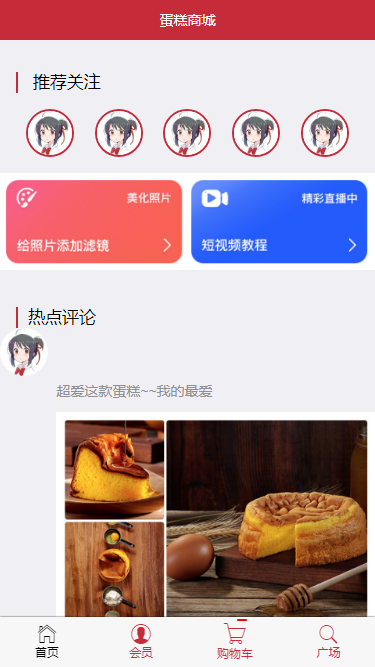 蛋糕商城
推荐关注
美化照片
给照片添加滤镜
精彩直播中
短视频教程
热点评论
超爱这款蛋糕~~我的最爱
首页
会员
购物车
广场